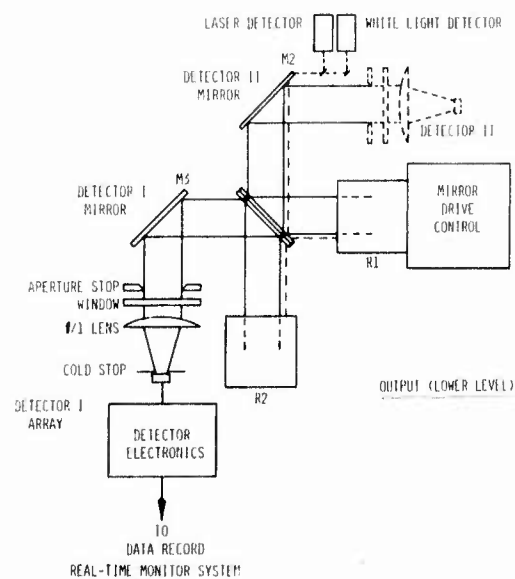 LASER DETECTOR
WHITE LIGHT DETECTOR
M2
DETECTOR II
MIRROR
DETECTOR II
M3
DETECTOR I
MIRROR
MIRROR
DRIVE
CONTROL
R1
APERTURE STOP
WINDOW
f/1 LENS
COLD STOP
R2
OUTPUT (LOWER LEVEL)
DETECTOR I
ARRAY
DETECTOR
ELECTRONICS
TO
DATA RECORD
REAL-TIME MONITOR SYSTEM